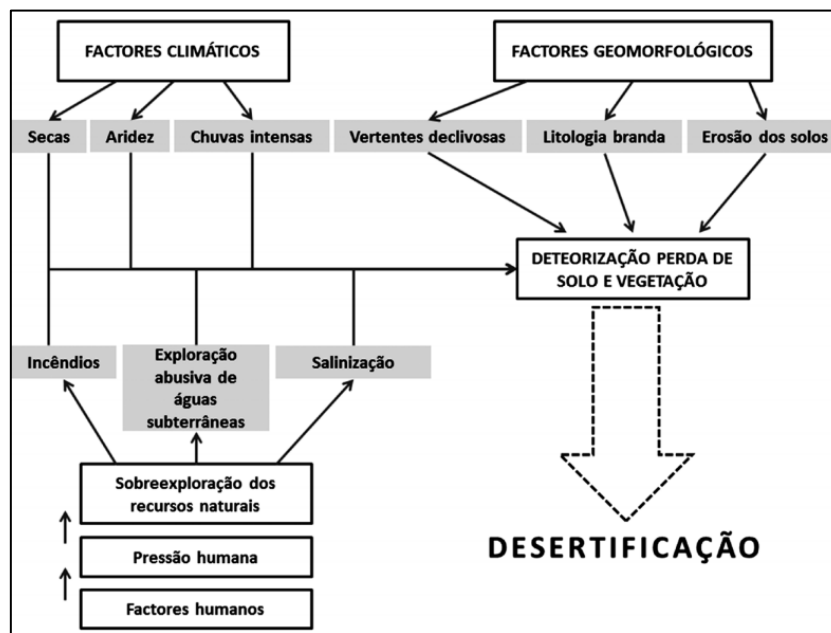 FACTORES CLIMÁTICOS
FACTORES GEOMORFOLÓGICOS
Secas
Aridez
Chuvas intensas
Vertentes declivosas
Litologia branda
Erosão dos solos
DETEORIZAÇÃO PERDA DE
SOLO E VEGETAÇÃO
Incêndios
Exploração
abusiva de
águas
subterrâneas
Salinização
Sobreexploração dos
recursos naturais
Pressão humana
Factores humanos
DESERTIFICAÇÃO